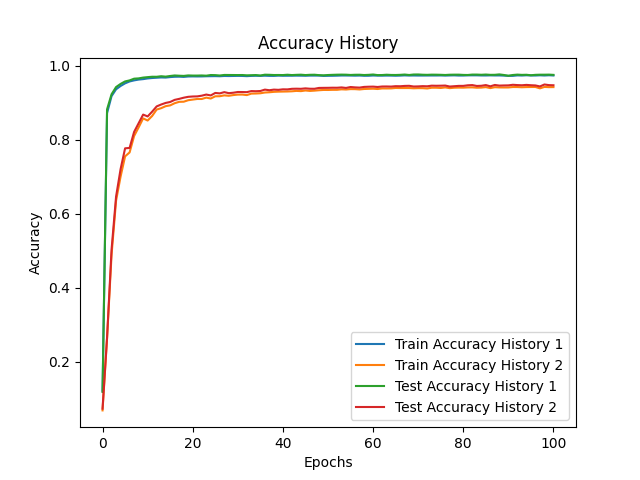 Accuracy History
1.0
0.8
0.6
0.4
0.2
Accuracy
Train Accuracy History 1
Train Accuracy History 2
Test Accuracy History 1
Test Accuracy History 2
0 20 40 60 80 100
Epochs